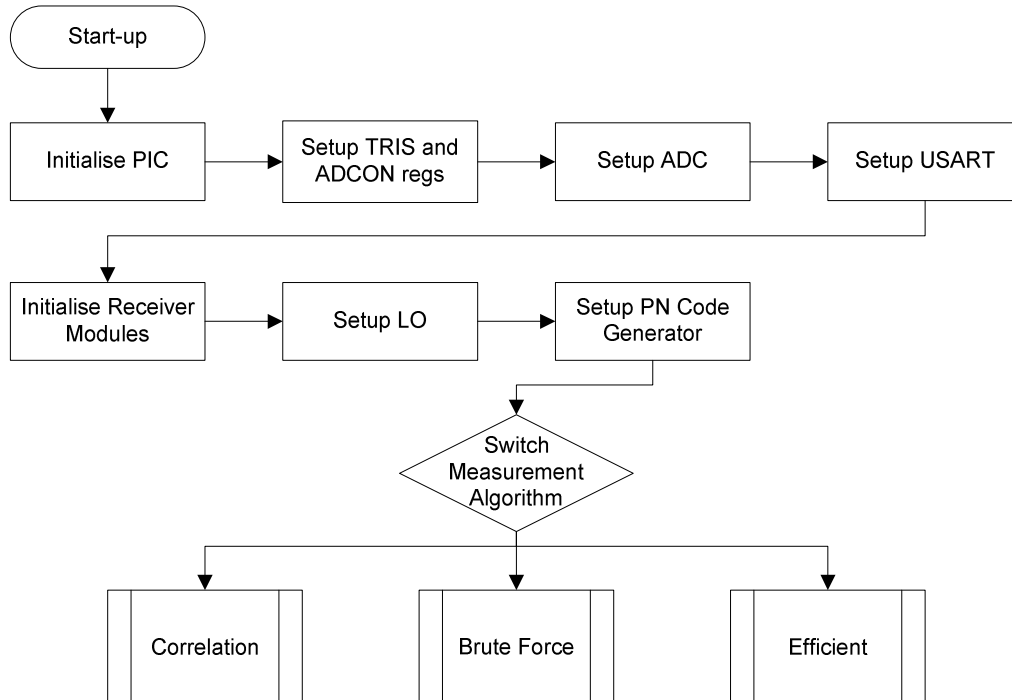 Start-up
Initialise PIC
Setup TRIS and
ADCON regs
Setup ADC
Setup USART
Initialise Receiver
Modules
Setup LO
Setup PN Code
Generator
Switch
Measurement
Algorithm
Correlation
Brute Force
Efficient